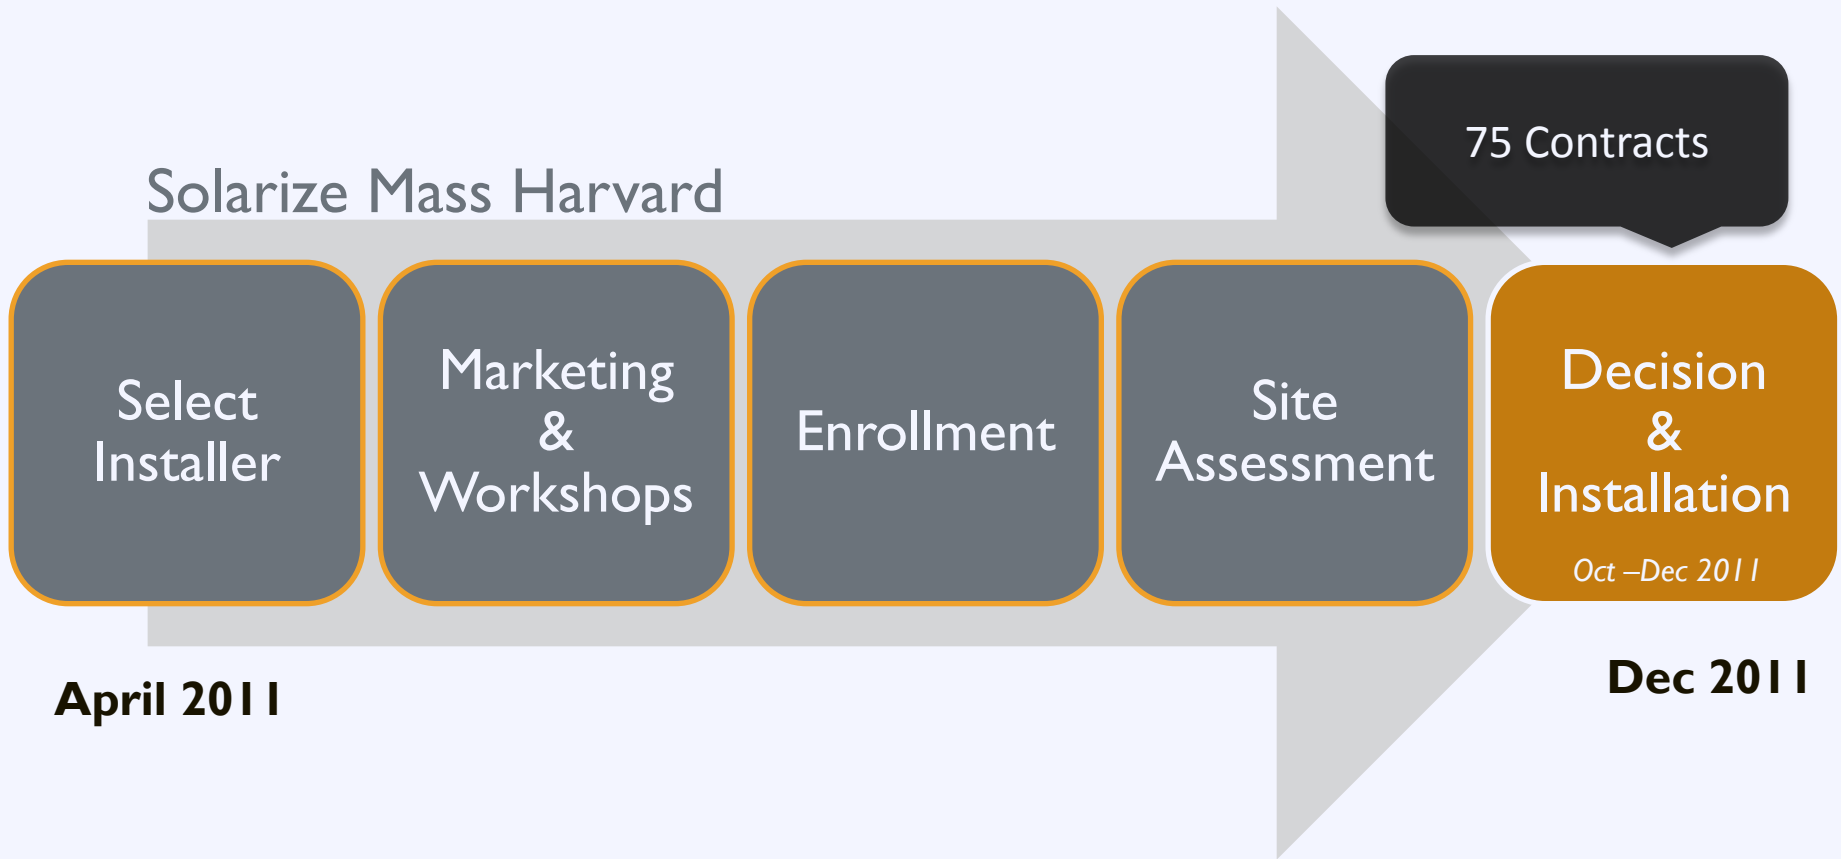 75 Contracts
Solarize Mass Harvard
Select
Installer
Marketing
&
Workshops
Enrollment
Site
Assessment
Decision
&
Installation
Oct –Dec 2011
April 2011
Dec 2011